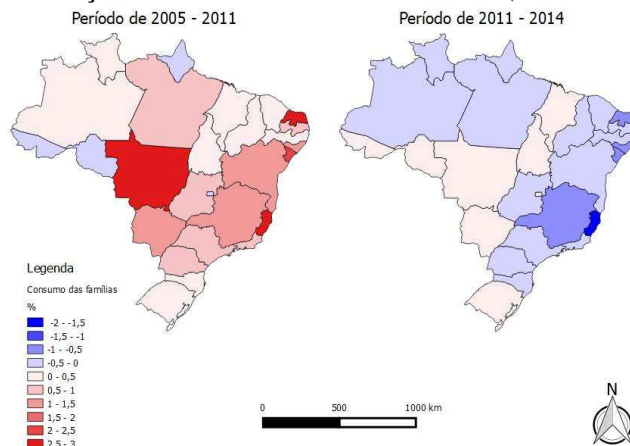 Período de 2005 - 2011
Período de 2011 - 2014
Legenda
Consumo das famílias
%
-2 - -1,5
-1,5 - -1
-1 - -0,5
-0,5 - 0
0 - 0,5
0,5 - 1
1 - 1,5
1,5 - 2
2 - 2,5
2,5 - 3
0 500 1000 km
N